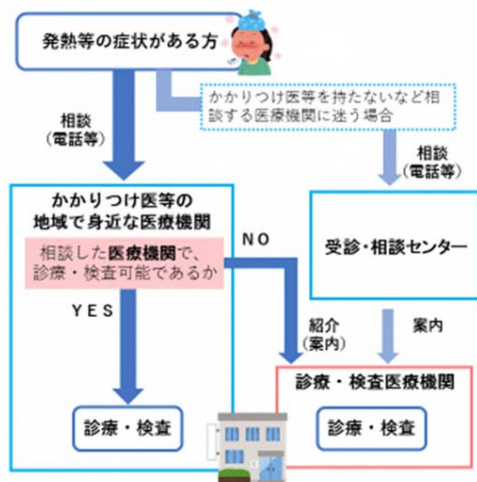 発熱等の症状がある方
かかりつけ医等を持たないなど相
談する医療機関に迷う場合
相談
(電話等)
相談
(電話等)
かかりつけ医等の
地域で身近な医療機関
相談した医療機関で、
診療・検査可能であるか
NO
YES
受診・相談センター
紹介
(案内)
案内
診療・検査医療機関
診療・検査
診療・検査